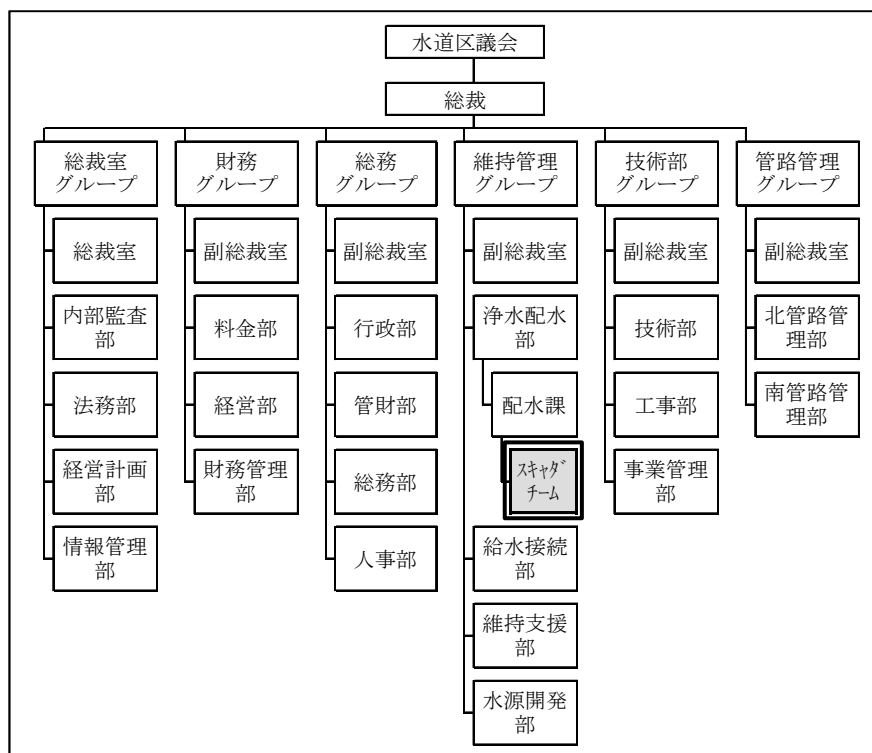 水道区議会
総裁
総裁室
グループ
財務
グループ
総務
グループ
維持管理
グループ
技術部
グループ
管路管理
グループ
総裁室
副総裁室
副総裁室
副総裁室
副総裁室
副総裁室
内部監査
部
料金部
行政部
浄水配水
部
技術部
北管路管
理部
法務部
経営部
管財部
配水課
工事部
南管路管
理部
経営計画
部
財務管理
部
総務部
スキャダ
チーム
事業管理
部
情報管理
部
人事部
給水接続
部
維持支援
部
水源開発
部